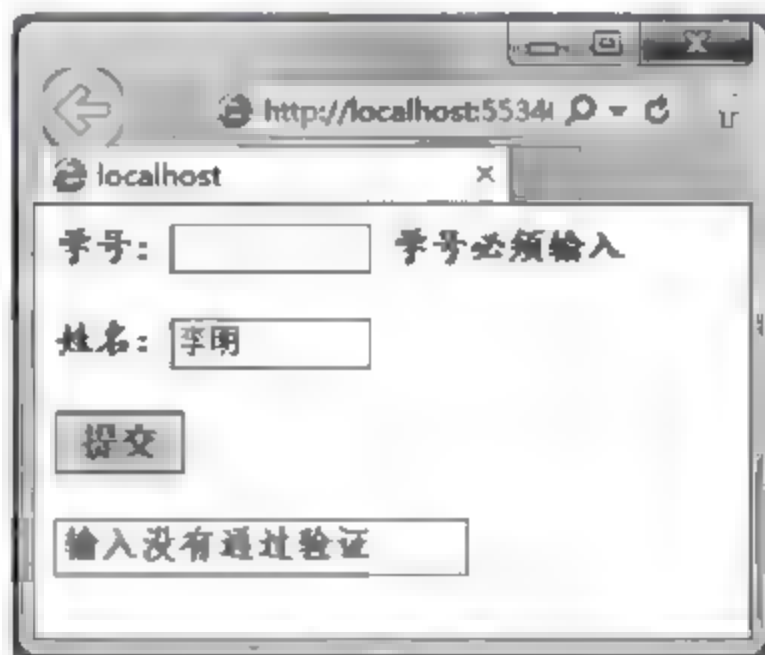 http://localhost:5534
localhost
学号:
学号必须输入
姓名: 李明
提交
输入没有通过验证